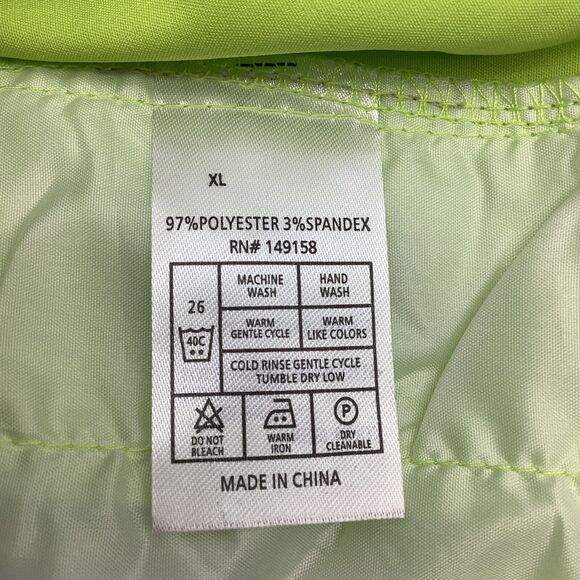 XL
97%POLYESTER 3%SPANDEX
RN# 149158
26
40C
MACHINE
WASH
HAND
WASH
WARM
GENTLE CYCLE
WARM
LIKE COLORS
COLD RINSE GENTLE CYCLE
TUMBLE DRY LOW
DO NOT
BLEACH
WARM
IRON
P
DRY
CLEANABLE
MADE IN CHINA